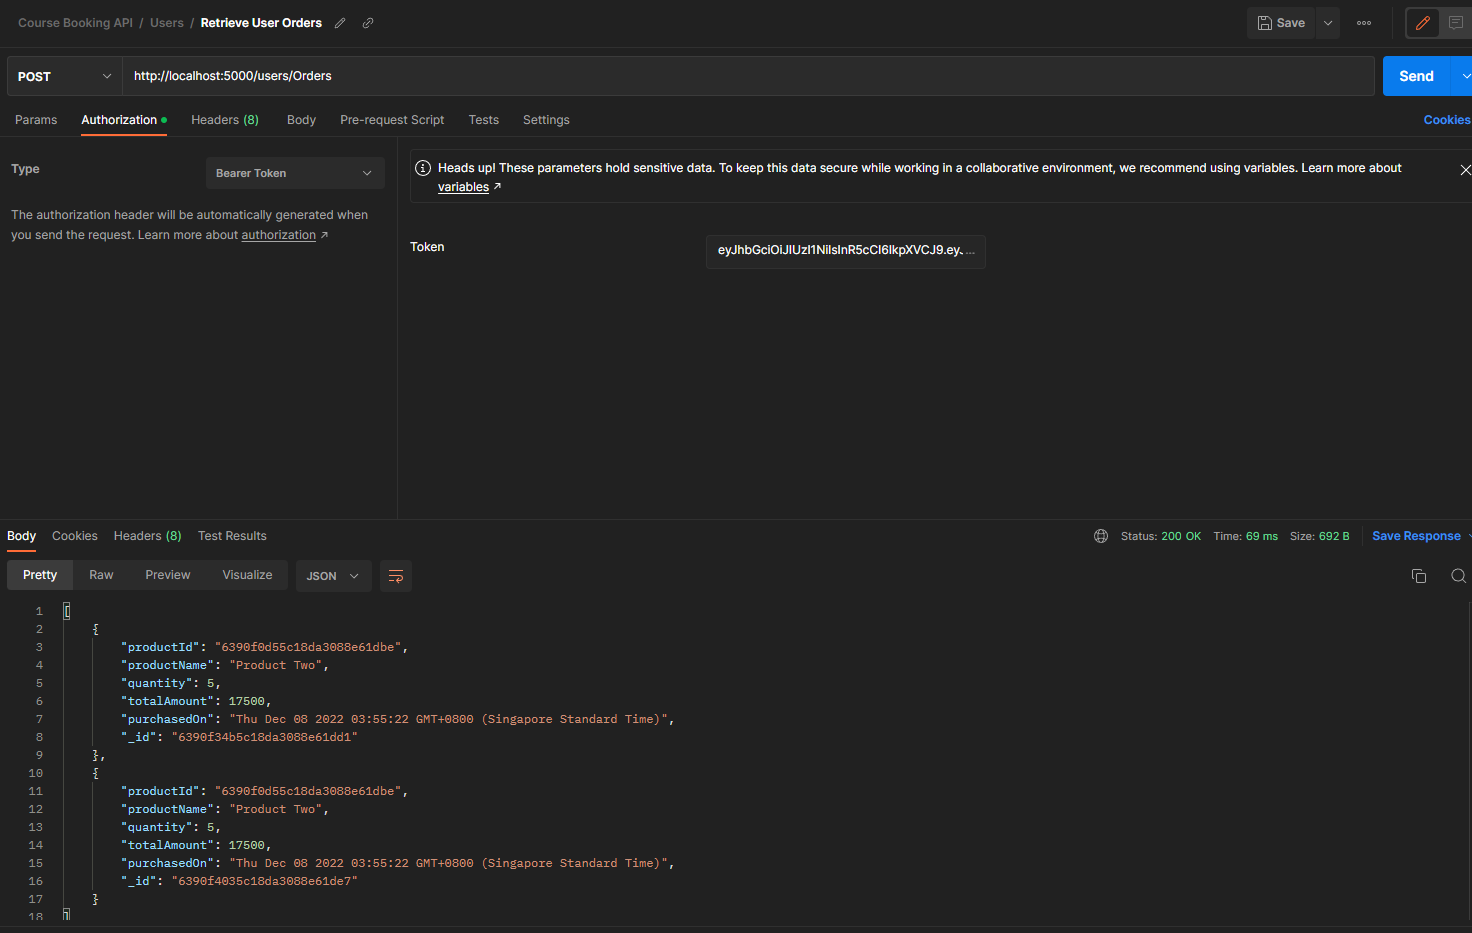 Course Booking API / Users / Retrieve User Orders
Save
POST
http://localhost:5000/users/Orders
Send
Params Authorization Headers (8) Body Pre-request Script Tests Settings
Cookies
Type
Bearer Token
The authorization header will be automatically generated when
you send the request. Learn more about authorization ↗
Heads up! These parameters hold sensitive data. To keep this data secure while working in a collaborative environment, we recommend using variables. Learn more about
variables ↗
Token
eyJhbGciOiJIUzI1NiIsInR5cCI6IkpXVCJ9.eyJ...
Body Cookies Headers (8) Test Results
Status: 200 OK Time: 69 ms Size: 692 B
Save Response
Pretty Raw Preview Visualize JSON
1 [
2 {
3 "productId": "6390f0d55c18da3088e61dbe",
4 "productName": "Product Two",
5 "quantity": 5,
6 "totalAmount": 17500,
7 "purchasedOn": "Thu Dec 08 2022 03:55:22 GMT+0800 (Singapore Standard Time)",
8 "_id": "6390f34b5c18da3088e61dd1"
9 },
10 {
11 "productId": "6390f0d55c18da3088e61dbe",
12 "productName": "Product Two",
13 "quantity": 5,
14 "totalAmount": 17500,
15 "purchasedOn": "Thu Dec 08 2022 03:55:22 GMT+0800 (Singapore Standard Time)",
16 "_id": "6390f4035c18da3088e61de7"
17 }
18 ]